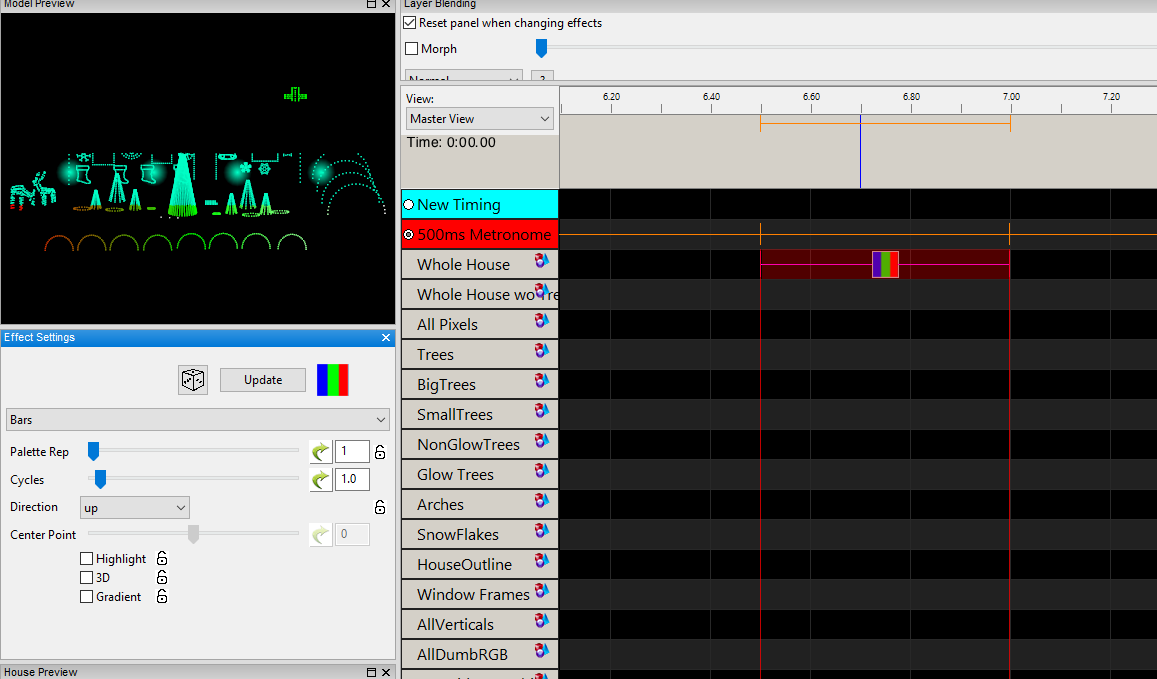 Model Preview
Layer Blending
Reset panel when changing effects
Morph
Normal
?
View:
Master View
Time: 0:00.00
6.20 6.40 6.60 6.80 7.00 7.20
New Timing
500ms Metronome
Whole House
Whole House wo Tre
All Pixels
Trees
BigTrees
SmallTrees
NonGlowTrees
Glow Trees
Arches
SnowFlakes
HouseOutline
Window Frames
AllVerticals
AllDumbRGB
Effect Settings
Update
Bars
Palette Rep 1
Cycles 1.0
Direction up
Center Point 0
Highlight
3D
Gradient
House Preview